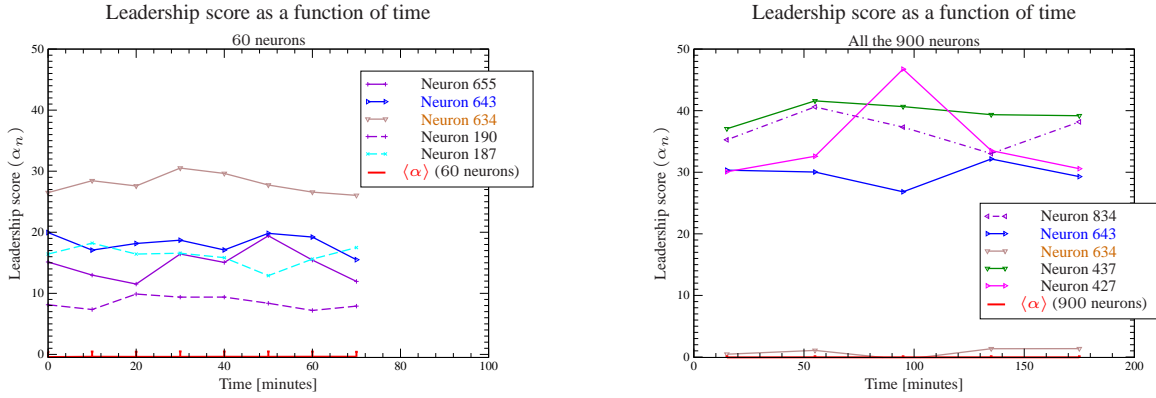 Leadership score as a function of time
60 neurons
Leadership score (αn)
50
40
30
20
10
0
Neuron 655
Neuron 643
Neuron 634
Neuron 190
Neuron 187
⟨α⟩ (60 neurons)
0 20 40 60 80 100
Time [minutes]
Leadership score as a function of time
All the 900 neurons
Leadership score (αn)
50
40
30
20
10
0
Neuron 834
Neuron 643
Neuron 634
Neuron 437
Neuron 427
⟨α⟩ (900 neurons)
0 50 100 150 200
Time [minutes]